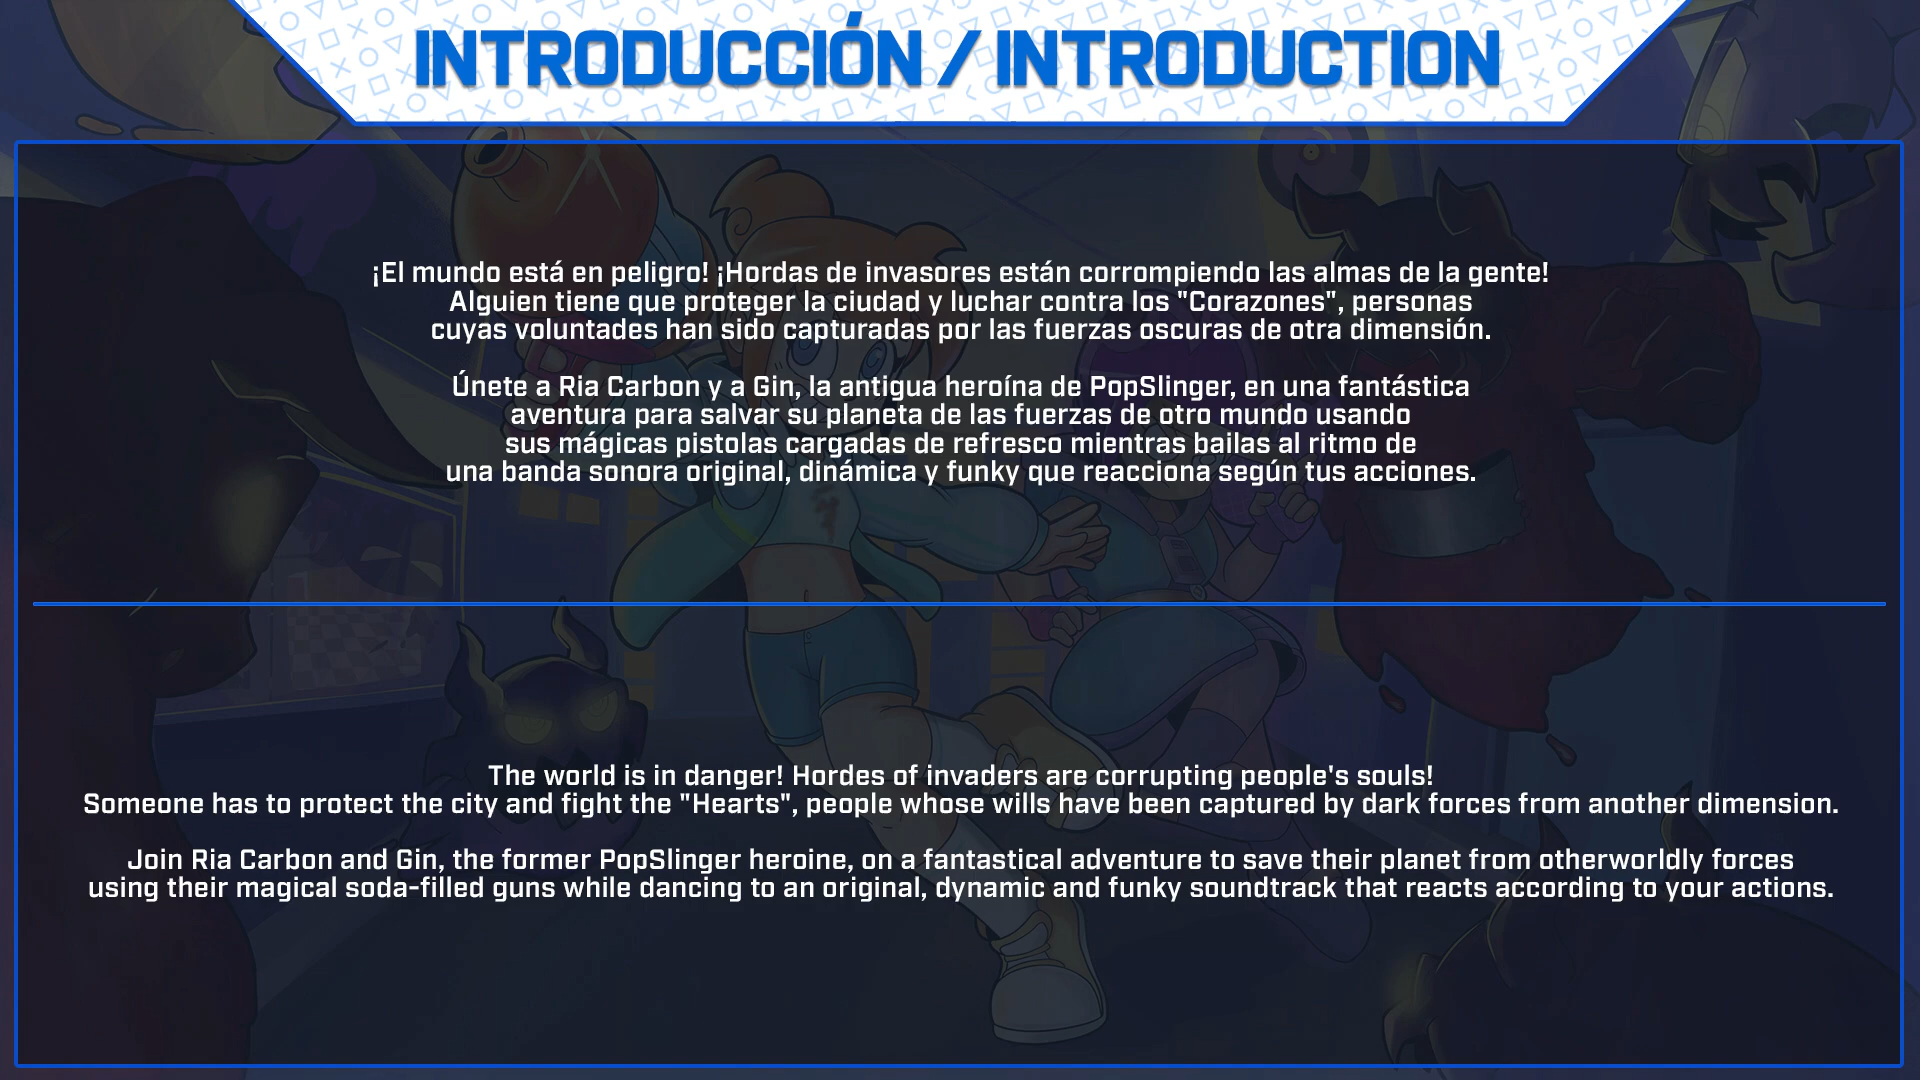 INTRODUCCIÓN / INTRODUCTION
¡El mundo está en peligro! ¡Hordas de invasores están corrompiendo las almas de la gente!
Alguien tiene que proteger la ciudad y luchar contra los "Corazones", personas
cuyas voluntades han sido capturadas por las fuerzas oscuras de otra dimensión.
Únete a Ria Carbon y a Gin, la antigua heroína de PopSlinger, en una fantástica
aventura para salvar su planeta de las fuerzas de otro mundo usando
sus mágicas pistolas cargadas de refresco mientras bailas al ritmo de
una banda sonora original, dinámica y funky que reacciona según tus acciones.
The world is in danger! Hordes of invaders are corrupting people's souls!
Someone has to protect the city and fight the "Hearts", people whose wills have been captured by dark forces from another dimension.
Join Ria Carbon and Gin, the former PopSlinger heroine, on a fantastical adventure to save their planet from otherworldly forces
using their magical soda-filled guns while dancing to an original, dynamic and funky soundtrack that reacts according to your actions.